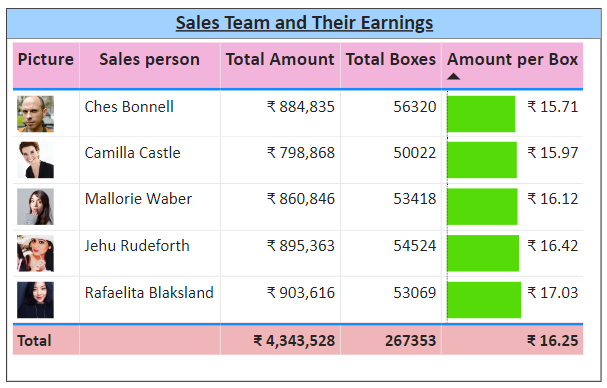 Sales Team and Their Earnings
Picture Sales person Total Amount Total Boxes Amount per Box
Ches Bonnell ₹ 884,835 56320 ₹ 15.71
Camilla Castle ₹ 798,868 50022 ₹ 15.97
Mallorie Waber ₹ 860,846 53418 ₹ 16.12
Jehu Rudeforth ₹ 895,363 54524 ₹ 16.42
Rafaelita Blaksland ₹ 903,616 53069 ₹ 17.03
Total ₹ 4,343,528 267353 ₹ 16.25